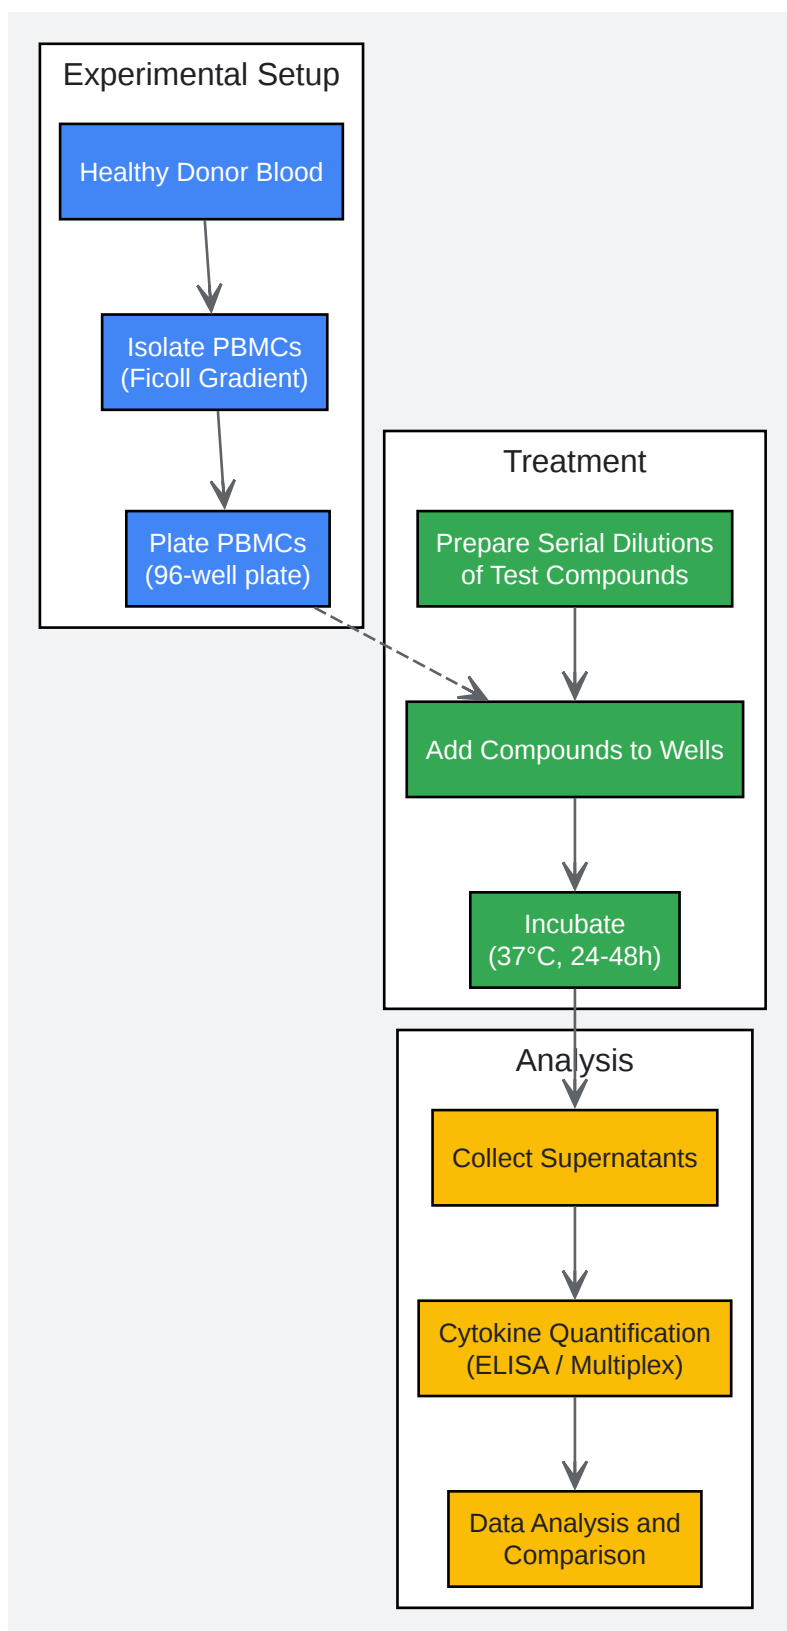 Experimental Setup
Healthy Donor Blood
Isolate PBMCs
(Ficoll Gradient)
Plate PBMCs
(96-well plate)
Treatment
Prepare Serial Dilutions
of Test Compounds
Add Compounds to Wells
Incubate
(37°C, 24-48h)
Analysis
Collect Supernatants
Cytokine Quantification
(ELISA / Multiplex)
Data Analysis and
Comparison